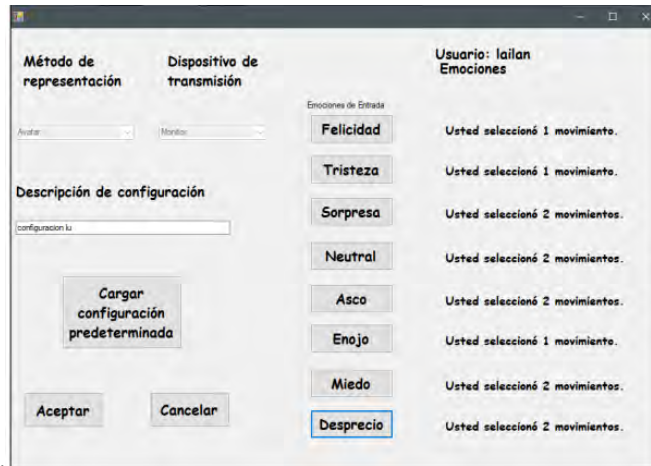 Método de
representación
Dispositivo de
transmisión
Usuario: lailan
Emociones
Avatar
Monitor
Emociones de Entrada
Felicidad
Usted seleccionó 1 movimiento.
Tristeza
Usted seleccionó 1 movimiento.
Descripción de configuración
configuracion lu
Sorpresa
Usted seleccionó 2 movimientos.
Neutral
Usted seleccionó 2 movimientos.
Cargar
configuración
predeterminada
Asco
Usted seleccionó 2 movimientos.
Enojo
Usted seleccionó 1 movimiento.
Miedo
Usted seleccionó 2 movimientos.
Aceptar
Cancelar
Desprecio
Usted seleccionó 2 movimientos.